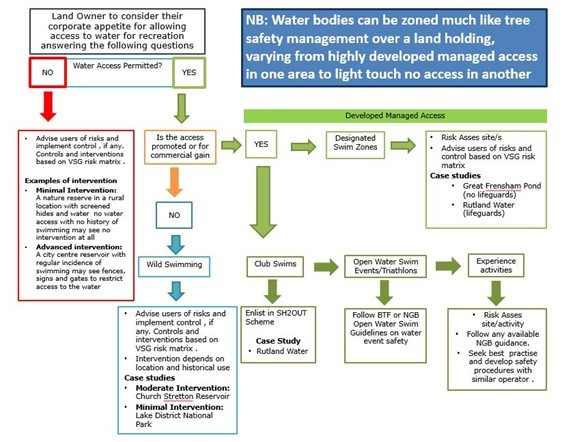 Land Owner to consider their
corporate appetite for allowing
access to water for recreation
answering the following questions
NB: Water bodies can be zoned much like tree
safety management over a land holding,
varying from highly developed managed access
in one area to light touch no access in another
NO
Water Access Permitted?
YES
Developed Managed Access
• Advise users of risks and
implement control , if any.
Controls and interventions
based on VSG risk matrix .
Examples of intervention
• Minimal Intervention:
A nature reserve in a rural
location with screened
hides and water no water
access with no history of
swimming may see no
intervention at all
• Advanced intervention:
A city centre reservoir with
regular incidence of
swimming may see fences,
signs and gates to restrict
access to the water
Is the access
promoted or for
commercial gain
YES
Designated
Swim Zones
• Risk Asses site/s
• Advise users of risks and
control based on VSG risk
matrix
Case studies
• Great Frensham Pond
(no lifeguards)
• Rutland Water
(lifeguards)
NO
Wild Swimming
Club Swims
Open Water Swim
Events/Triathlons
Experience
activities
• Advise users of risks and
implement control , if
any. Controls and
interventions based on
VSG risk matrix .
• Intervention depends on
location and historical use
Case studies
• Moderate Intervention:
Church Stretton Reservoir
• Minimal Intervention:
Lake District National
Park
Enlist in SH2OUT
Scheme
Case Study
• Rutland Water
Follow BTF or NGB
Open Water Swim
Guidelines on water
event safety
• Risk Asses
site/activity
• Follow any available
NGB guidance.
• Seek best practise
and develop safety
procedures with
similar operator .